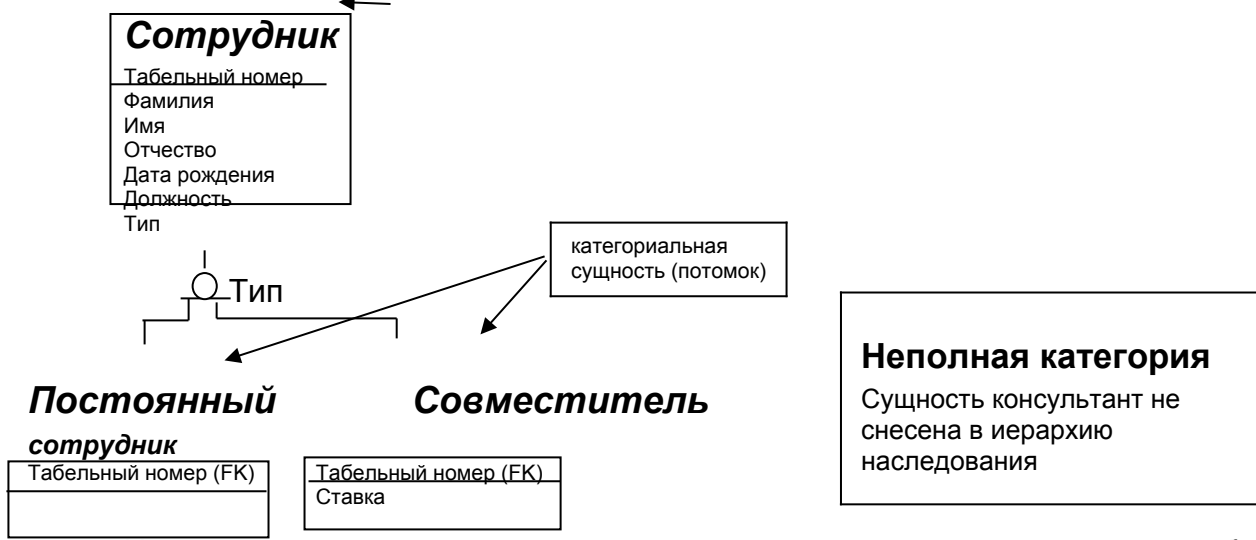 Сотрудник
Табельный номер
Фамилия
Имя
Отчество
Дата рождения
Должность
Тип
категориальная
сущность (потомок)
Тип
Неполная категория
Сущность консультант не
снесена в иерархию
наследования
Постоянный
сотрудник
Табельный номер (FK)
Совместитель
Табельный номер (FK)
Ставка